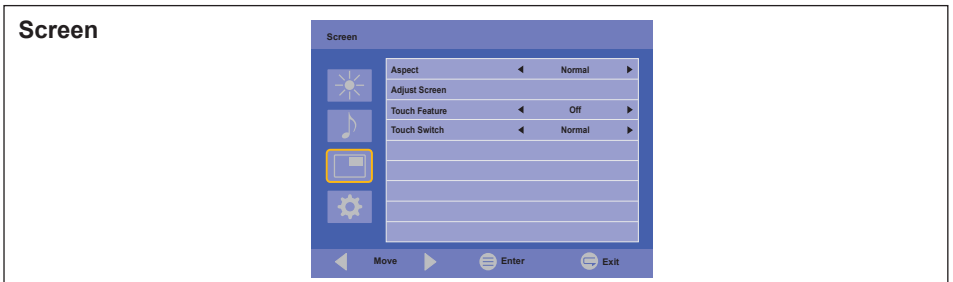 Screen
Screen
Aspect Normal
Adjust Screen
Touch Feature Off
Touch Switch Normal
Move Enter Exit